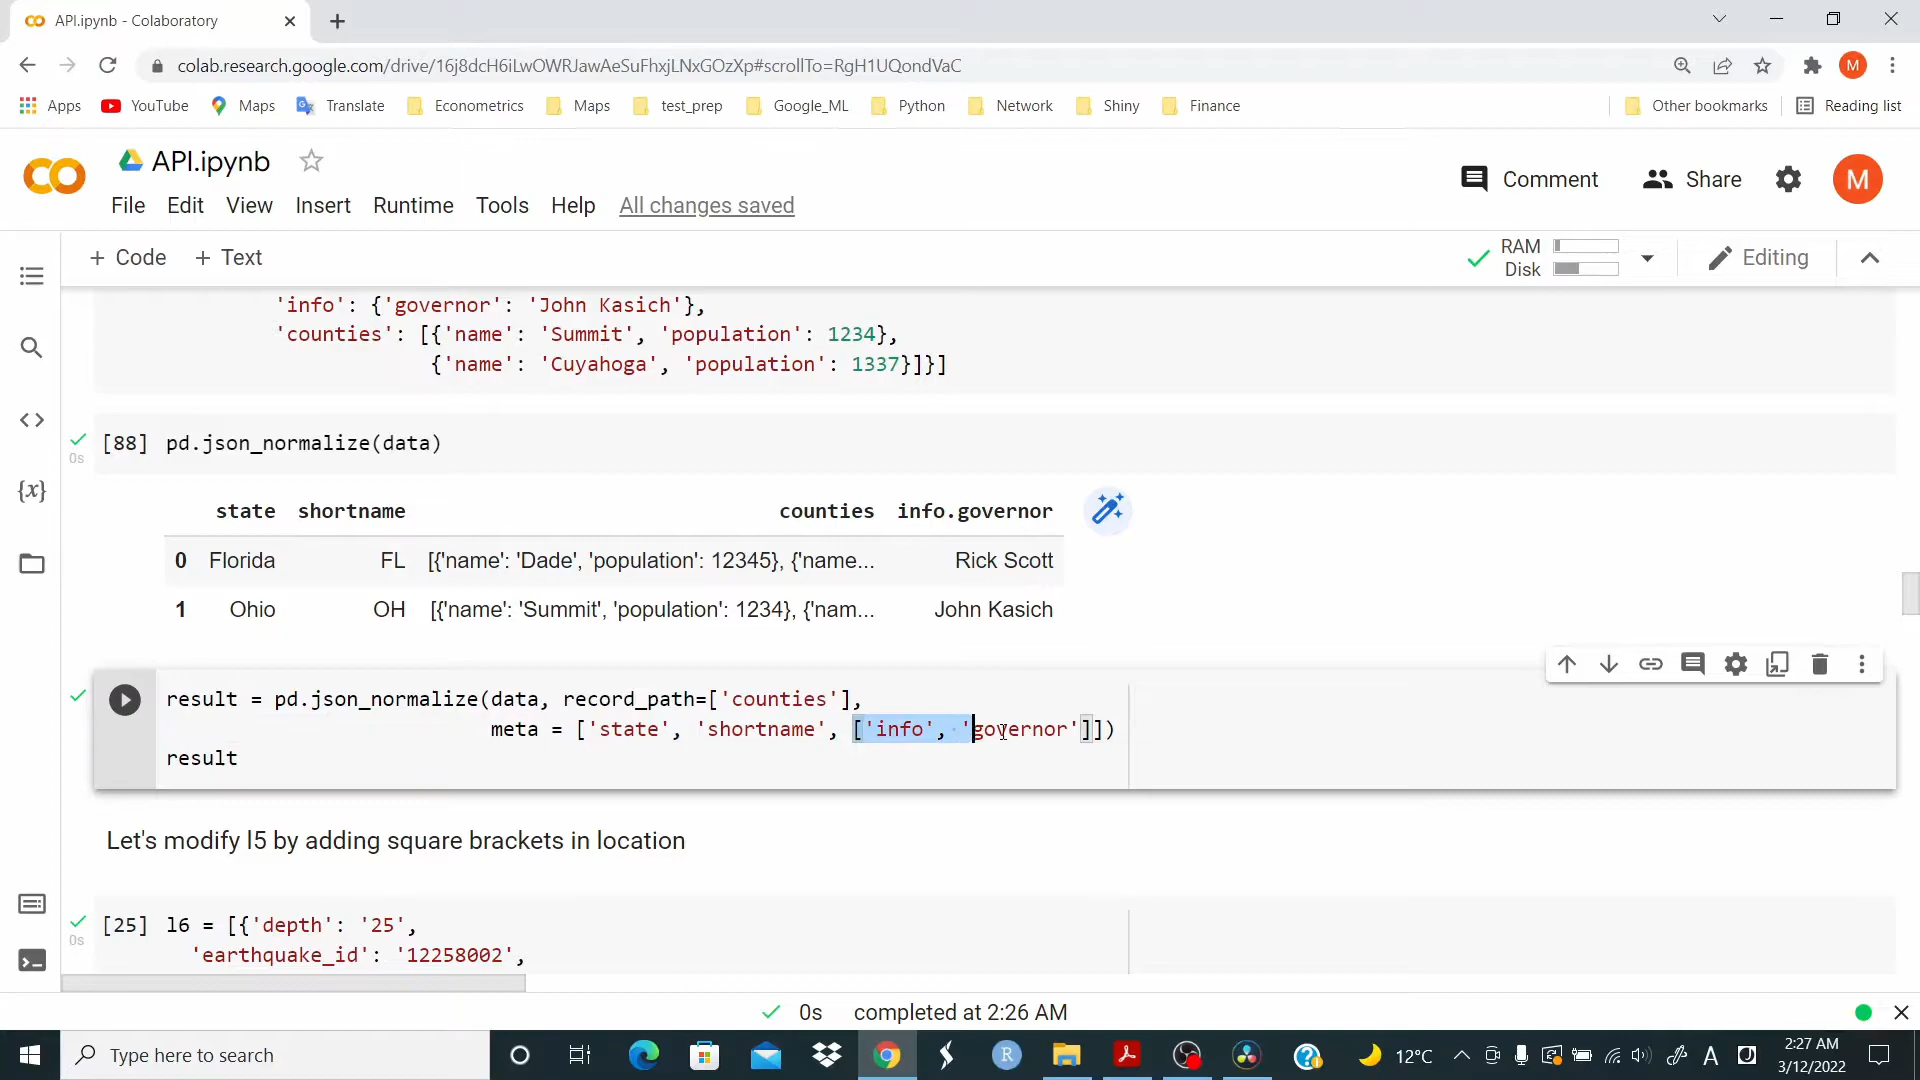 API.ipynb - Colaboratory
colab.research.google.com/drive/16j8dcH6iLwOWRJawAeSuFhxjLNxGOzXp#scrollTo=RgH1UQondVaC
M
Apps YouTube Maps Translate Econometrics Maps test_prep Google_ML Python Network Shiny Finance Other bookmarks Reading list
API.ipynb
Comment Share M
File Edit View Insert Runtime Tools Help All changes saved
+ Code + Text RAM Disk Editing
'info': {'governor': 'John Kasich'},
'counties': [{'name': 'Summit', 'population': 1234},
{'name': 'Cuyahoga', 'population': 1337}]}]
[88] pd.json_normalize(data)
0s
state shortname counties info.governor
0 Florida FL [{'name': 'Dade', 'population': 12345}, {'name... Rick Scott
1 Ohio OH [{'name': 'Summit', 'population': 1234}, {'nam... John Kasich
result = pd.json_normalize(data, record_path=['counties'],
meta = ['state', 'shortname', ['info', 'governor']])
result
Let's modify l5 by adding square brackets in location
[25] l6 = [{'depth': '25',
0s
'earthquake_id': '12258002',
0s completed at 2:26 AM
Type here to search
12°C
2:27 AM
3/12/2022